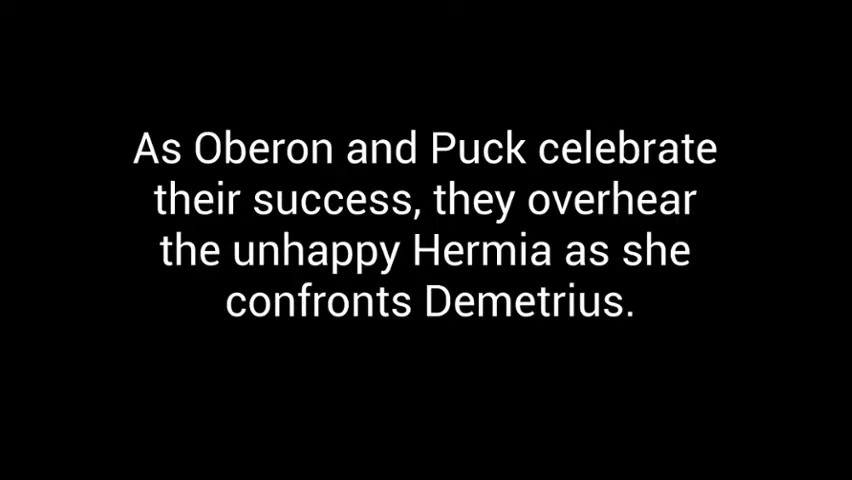 As Oberon and Puck celebrate
their success, they overhear
the unhappy Hermia as she
confronts Demetrius.